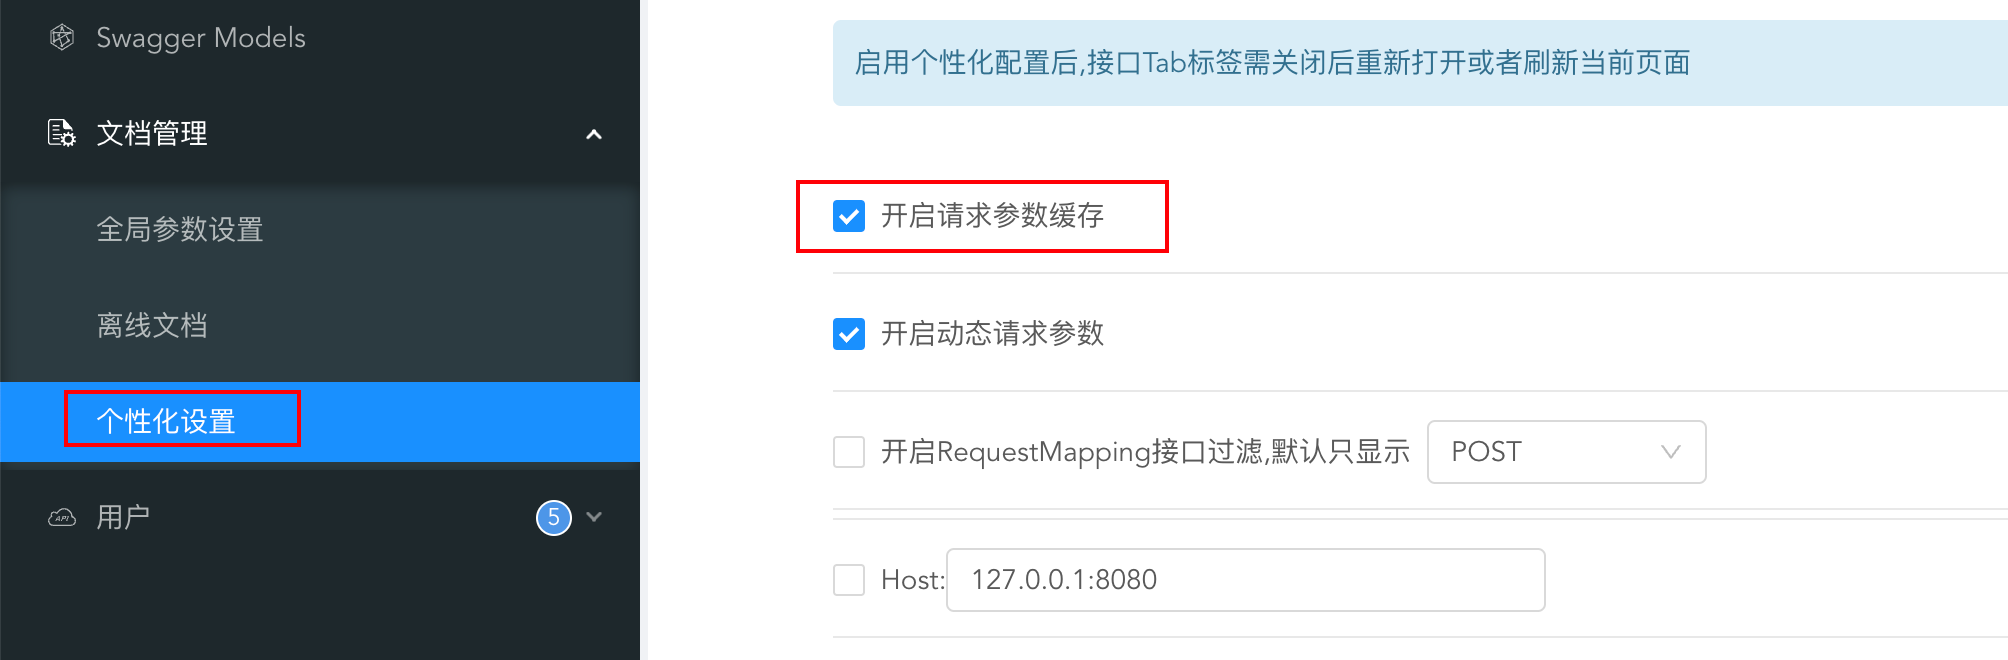 Swagger Models
文档管理
全局参数设置
离线文档
个性化设置
API
用户
5
启用个性化配置后,接口Tab标签需关闭后重新打开或者刷新当前页面
开启请求参数缓存
开启动态请求参数
开启RequestMapping接口过滤,默认只显示 POST
Host: 127.0.0.1:8080